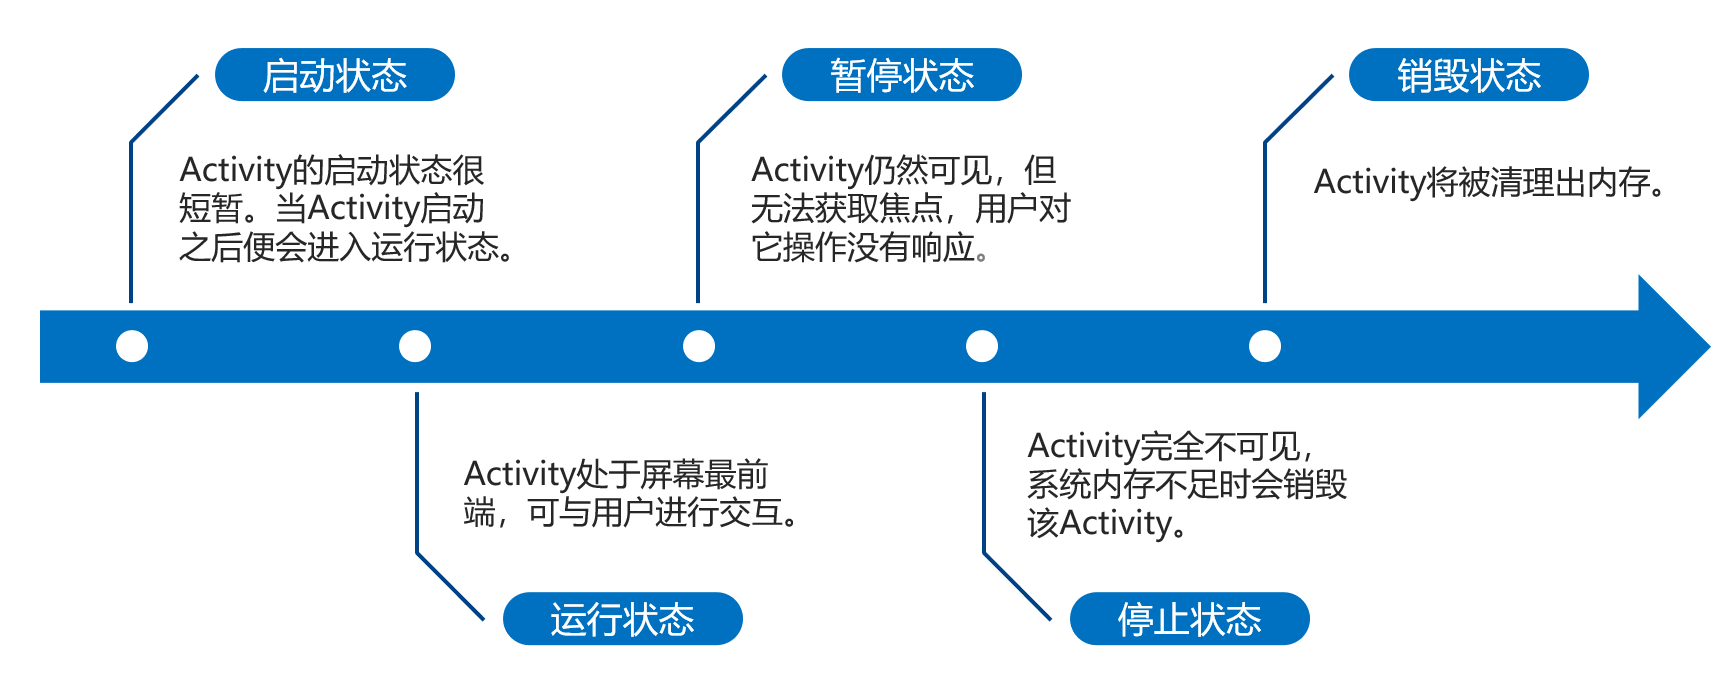 启动状态
Activity的启动状态很
短暂。当Activity启动
之后便会进入运行状态。
暂停状态
Activity仍然可见，但
无法获取焦点，用户对
它操作没有响应。
销毁状态
Activity将被清理出内存。
Activity处于屏幕最前
端，可与用户进行交互。
运行状态
Activity完全不可见，
系统内存不足时会销毁
该Activity。
停止状态